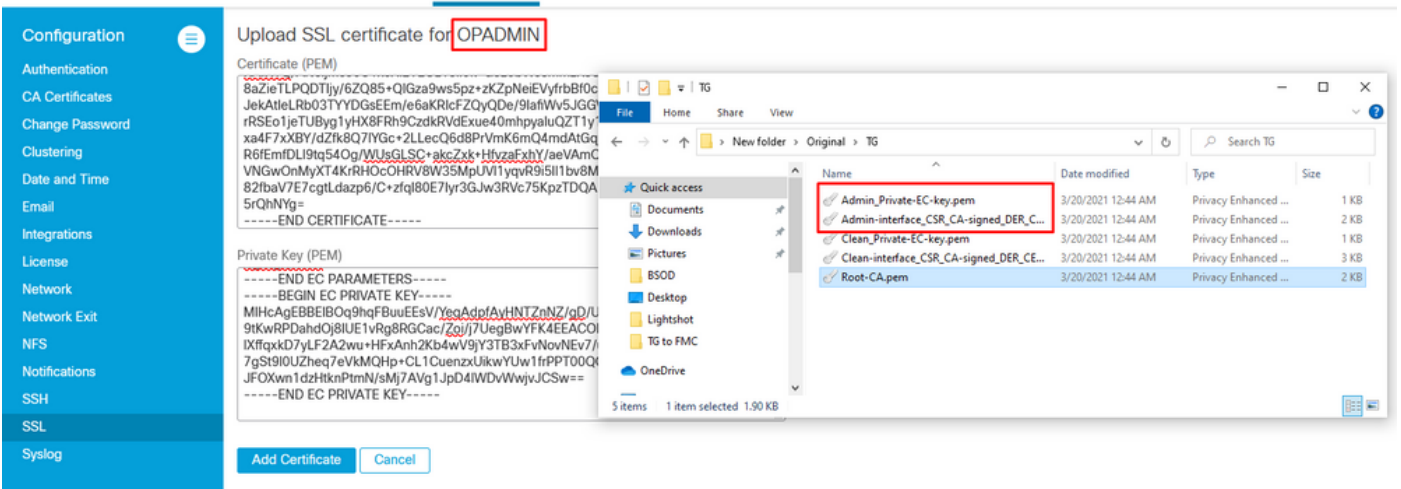 Configuration
Authentication
CA Certificates
Change Password
Clustering
Date and Time
Email
Integrations
License
Network
Network Exit
NFS
Notifications
SSH
SSL
Syslog
Upload SSL certificate for OPADMIN
Certificate (PEM)
8aZieTLPQDTljy/6ZQ85+QIGza9ws5pz+zKZpNeiEVyfrbBf0c
JekAtleLRb03TYYDGsEEm/e6aKRIcFZQyQDe/9IafiWv5JGG
rRSEo1jeTUByg1yHX8FRh9CzdkRVdExue40mhpyaluQZT1y
xa4F7xXBY/dZfk8Q7IYGc+2LLecQ6d8PrVmK6mQ4mdAtGq
R6fEmfDLI9tq54Og/WUsGLSC+akcZxk+HfvzaFxhY/aeVAmC
VNGwOnMyXT4KrRHOcOHRV8W35MpUVI1yqvR9i5Il1bv8M
82fbaV7E7cgtLdazp6/C+zfql80E7Iyr3GJw3RVc75KpzTDQA
5rQhNYg=
-----END CERTIFICATE-----
Private Key (PEM)
-----END EC PARAMETERS-----
-----BEGIN EC PRIVATE KEY-----
MIHcAgEBBEIBOq9hqFBuuEEsV/YeqAdpfAyHNTZnNZ/gD/U
9tKwRPDahdOj8IUE1vRg8RGCac/Zoj/j7UegBwYFK4EEACO
IXffqxkD7yLF2A2wu+HFxAnh2Kb4wV9jY3TB3xFvNovNEv7/
7gSt9I0UZheq7eVkMQHp+CL1CuenzxUikwYUw1frPPT00Q
JFOXwn1dzHtknPtmN/sMj7AVg1JpD4lWDvWwjvJCSw==
-----END EC PRIVATE KEY-----
Add Certificate
Cancel
TG
File
Home
Share
View
New folder
Original
TG
Search TG
Name
Date modified
Type
Size
Quick access
Documents
Downloads
Pictures
BSOD
Desktop
Lightshot
TG to FMC
OneDrive
Admin_Private-EC-key.pem 3/20/2021 12:44 AM Privacy Enhanced ... 1 KB
Admin-interface_CSR_CA-signed_DER_C... 3/20/2021 12:44 AM Privacy Enhanced ... 2 KB
Clean_Private-EC-key.pem 3/20/2021 12:44 AM Privacy Enhanced ... 1 KB
Clean-interface_CSR_CA-signed_DER_CE... 3/20/2021 12:44 AM Privacy Enhanced ... 3 KB
Root-CA.pem 3/20/2021 12:44 AM Privacy Enhanced ... 2 KB
5 items
1 item selected 1.90 KB